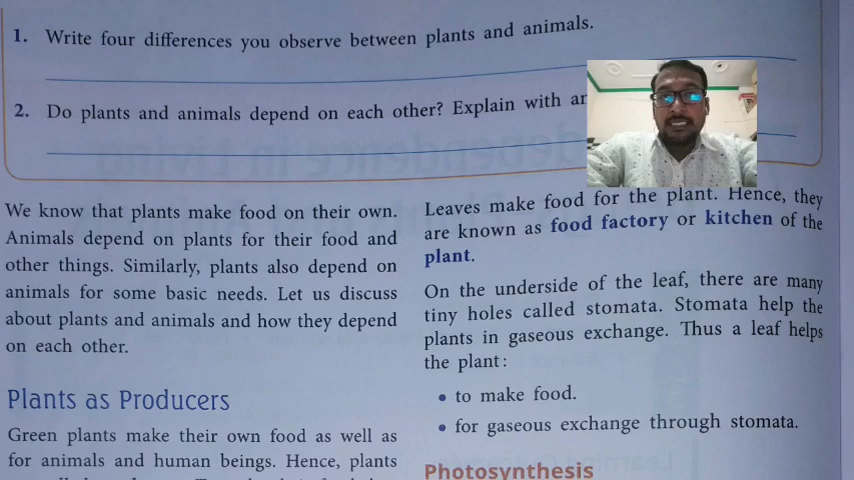 1. Write four differences you observe between plants and animals.
2. Do plants and animals depend on each other? Explain with
We know that plants make food on their own.
Animals depend on plants for their food and
other things. Similarly, plants also depend on
animals for some basic needs. Let us discuss
about plants and animals and how they depend
on each other.
Plants as Producers
Green plants make their own food as well as
for animals and human beings. Hence, plants
Leaves make food for the plant. Hence, they
are known as food factory or kitchen of the
plant.
On the underside of the leaf, there are many
tiny holes called stomata. Stomata help the
plants in gaseous exchange. Thus a leaf helps
the plant:
• to make food.
• for gaseous exchange through stomata.
Photosynthesis